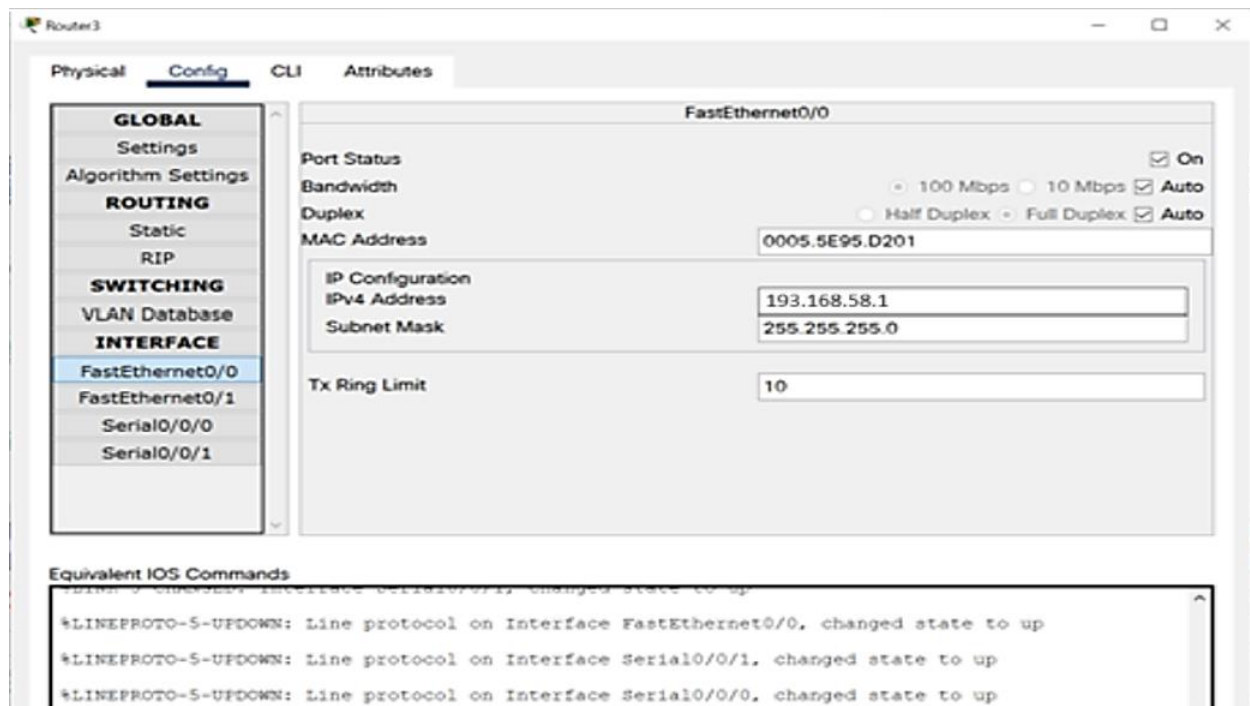 Router3
Physical Config CLI Attributes
GLOBAL
Settings
Algorithm Settings
ROUTING
Static
RIP
SWITCHING
VLAN Database
INTERFACE
FastEthernet0/0
FastEthernet0/1
Serial0/0/0
Serial0/0/1
FastEthernet0/0
Port Status On
Bandwidth 100 Mbps 10 Mbps Auto
Duplex Half Duplex Full Duplex Auto
MAC Address 0005.5E95.D201
IP Configuration
IPv4 Address 193.168.58.1
Subnet Mask 255.255.255.0
Tx Ring Limit 10
Equivalent IOS Commands
changed state to up
%LINEPROTO-5-UPDOWN: Line protocol on Interface FastEthernet0/0, changed state to up
%LINEPROTO-5-UPDOWN: Line protocol on Interface Serial0/0/1, changed state to up
%LINEPROTO-5-UPDOWN: Line protocol on Interface Serial0/0/0, changed state to up